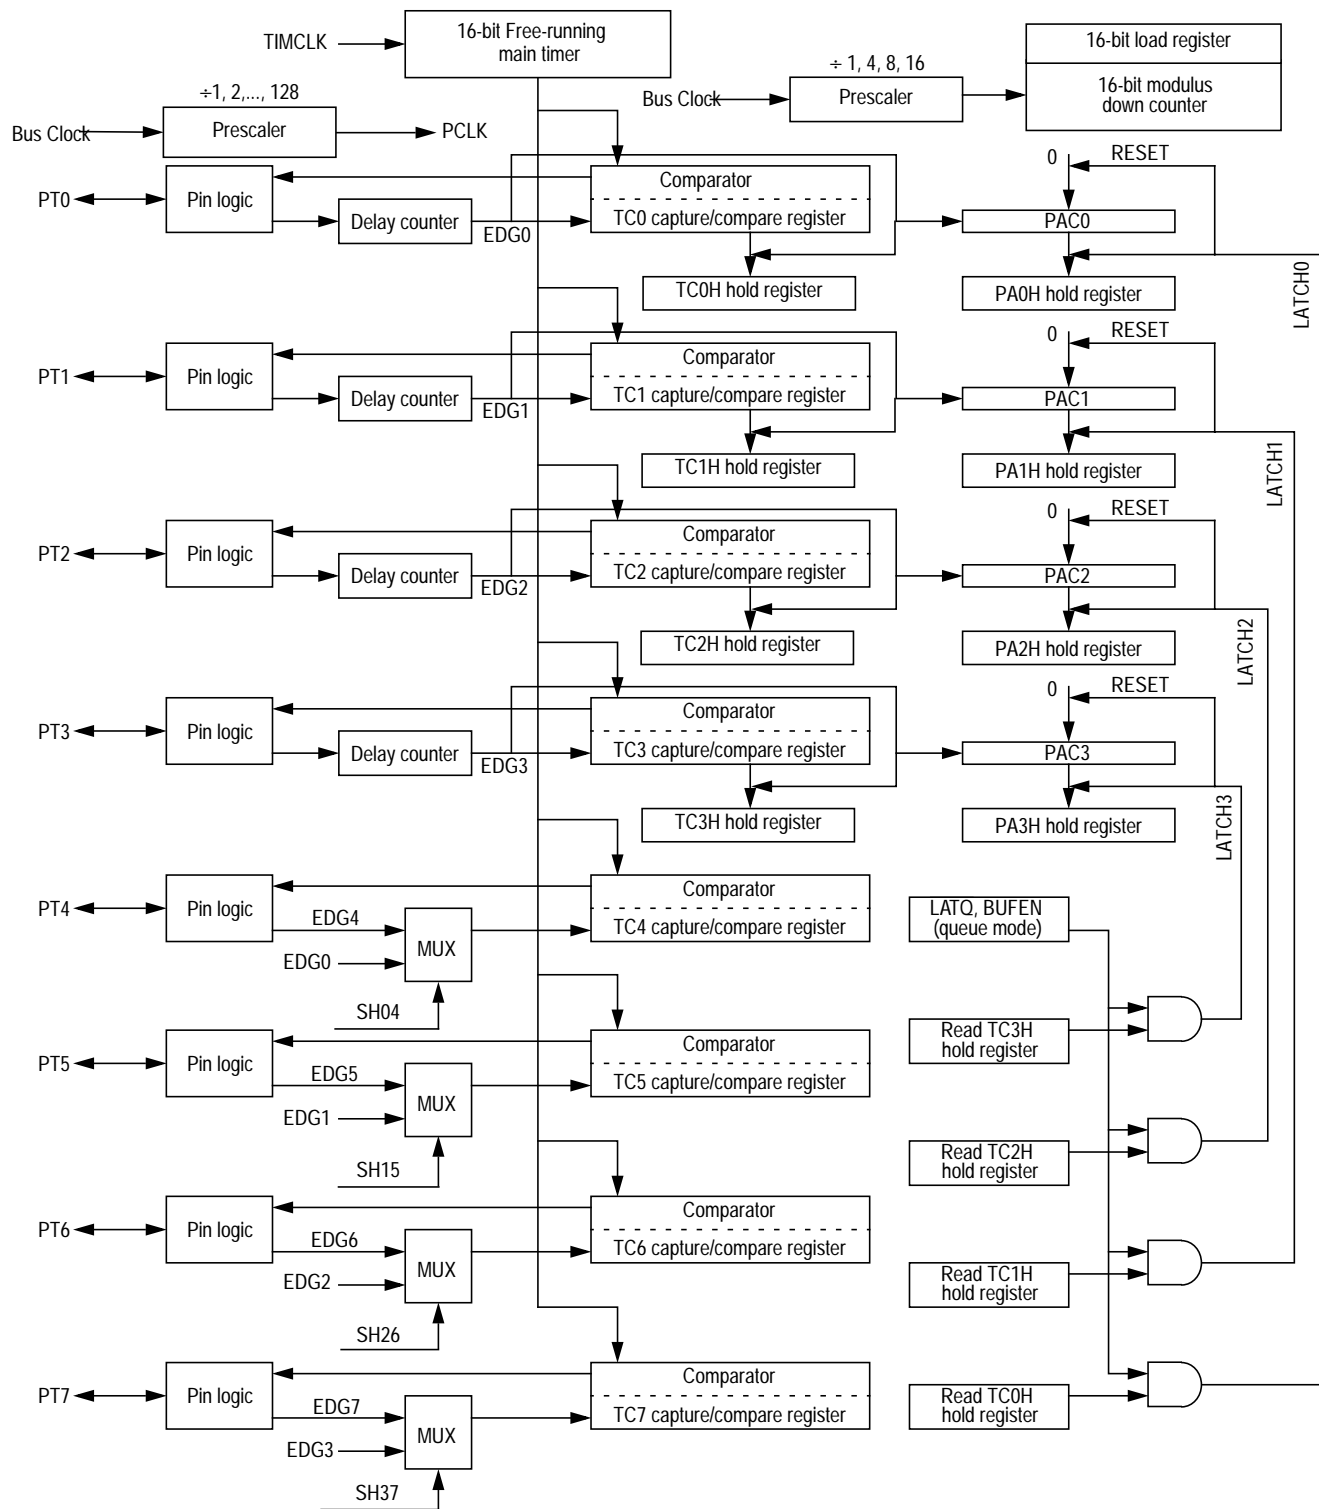 16-bit Free-running
main timer
TIMCLK
16-bit load register
16-bit modulus
down counter
÷ 1, 4, 8, 16
Bus Clock
Prescaler
÷1, 2,..., 128
Bus Clock
Prescaler
PCLK
PT0
Pin logic
Delay counter
EDG0
Comparator
TC0 capture/compare register
TC0H hold register
0
RESET
PAC0
PA0H hold register
LATCH0
PT1
Pin logic
Delay counter
EDG1
Comparator
TC1 capture/compare register
TC1H hold register
0
RESET
PAC1
PA1H hold register
LATCH1
PT2
Pin logic
Delay counter
EDG2
Comparator
TC2 capture/compare register
TC2H hold register
0
RESET
PAC2
PA2H hold register
LATCH2
PT3
Pin logic
Delay counter
EDG3
Comparator
TC3 capture/compare register
TC3H hold register
0
RESET
PAC3
PA3H hold register
LATCH3
PT4
Pin logic
EDG4
EDG0
MUX
SH04
Comparator
TC4 capture/compare register
LATQ, BUFEN
(queue mode)
PT5
Pin logic
EDG5
EDG1
MUX
SH15
Comparator
TC5 capture/compare register
Read TC3H
hold register
Read TC2H
hold register
PT6
Pin logic
EDG6
EDG2
MUX
SH26
Comparator
TC6 capture/compare register
Read TC1H
hold register
PT7
Pin logic
EDG7
EDG3
MUX
SH37
Comparator
TC7 capture/compare register
Read TC0H
hold register